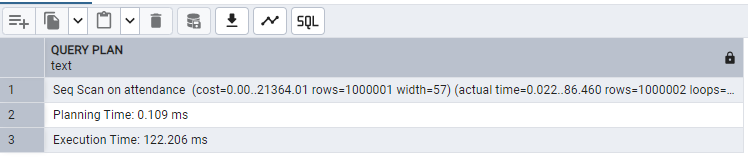 SQL
QUERY PLAN
text
1 Seq Scan on attendance (cost=0.00..21364.01 rows=1000001 width=57) (actual time=0.022..86.460 rows=1000002 loops=...
2 Planning Time: 0.109 ms
3 Execution Time: 122.206 ms